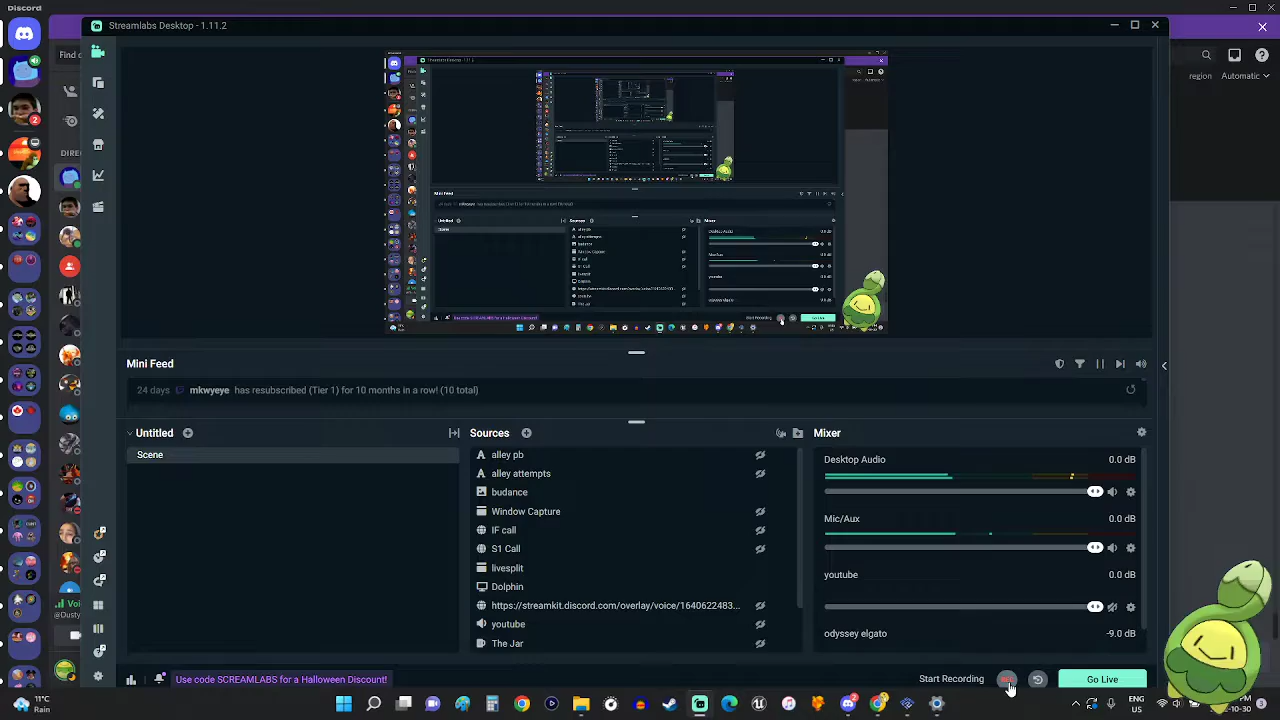 Discord
Streamlabs Desktop - 1.11.2
Find o
region
Automatic
DIREC
Mini Feed
24 days mkwyeye has resubscribed (Tier 1) for 10 months in a row! (10 total)
Untitled
Sources
Mixer
Scene
alley pb
alley attempts
budance
Window Capture
IF call
S1 Call
livesplit
Dolphin
https://streamkit.discord.com/overlay/voice/1640622483...
youtube
The Jar
Desktop Audio 0.0 dB
Mic/Aux 0.0 dB
youtube 0.0 dB
odyssey elgato -9.0 dB
Voi
@Dusty
Use code SCREAMLABS for a Halloween Discount!
Start Recording
REC
Go Live
11°C
Rain
ENG
US